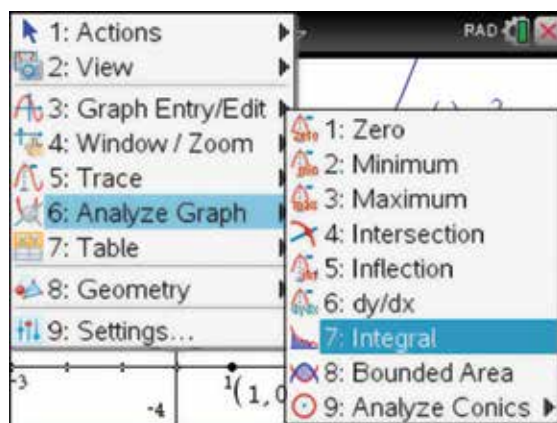 1: Actions
2: View
3: Graph Entry/Edit
4: Window / Zoom
5: Trace
6: Analyze Graph
7: Table
8: Geometry
9: Settings...
RAD
1: Zero
2: Minimum
3: Maximum
4: Intersection
5: Inflection
6: dy/dx
7: Integral
8: Bounded Area
9: Analyze Conics
-3
1
(1, 0
-4